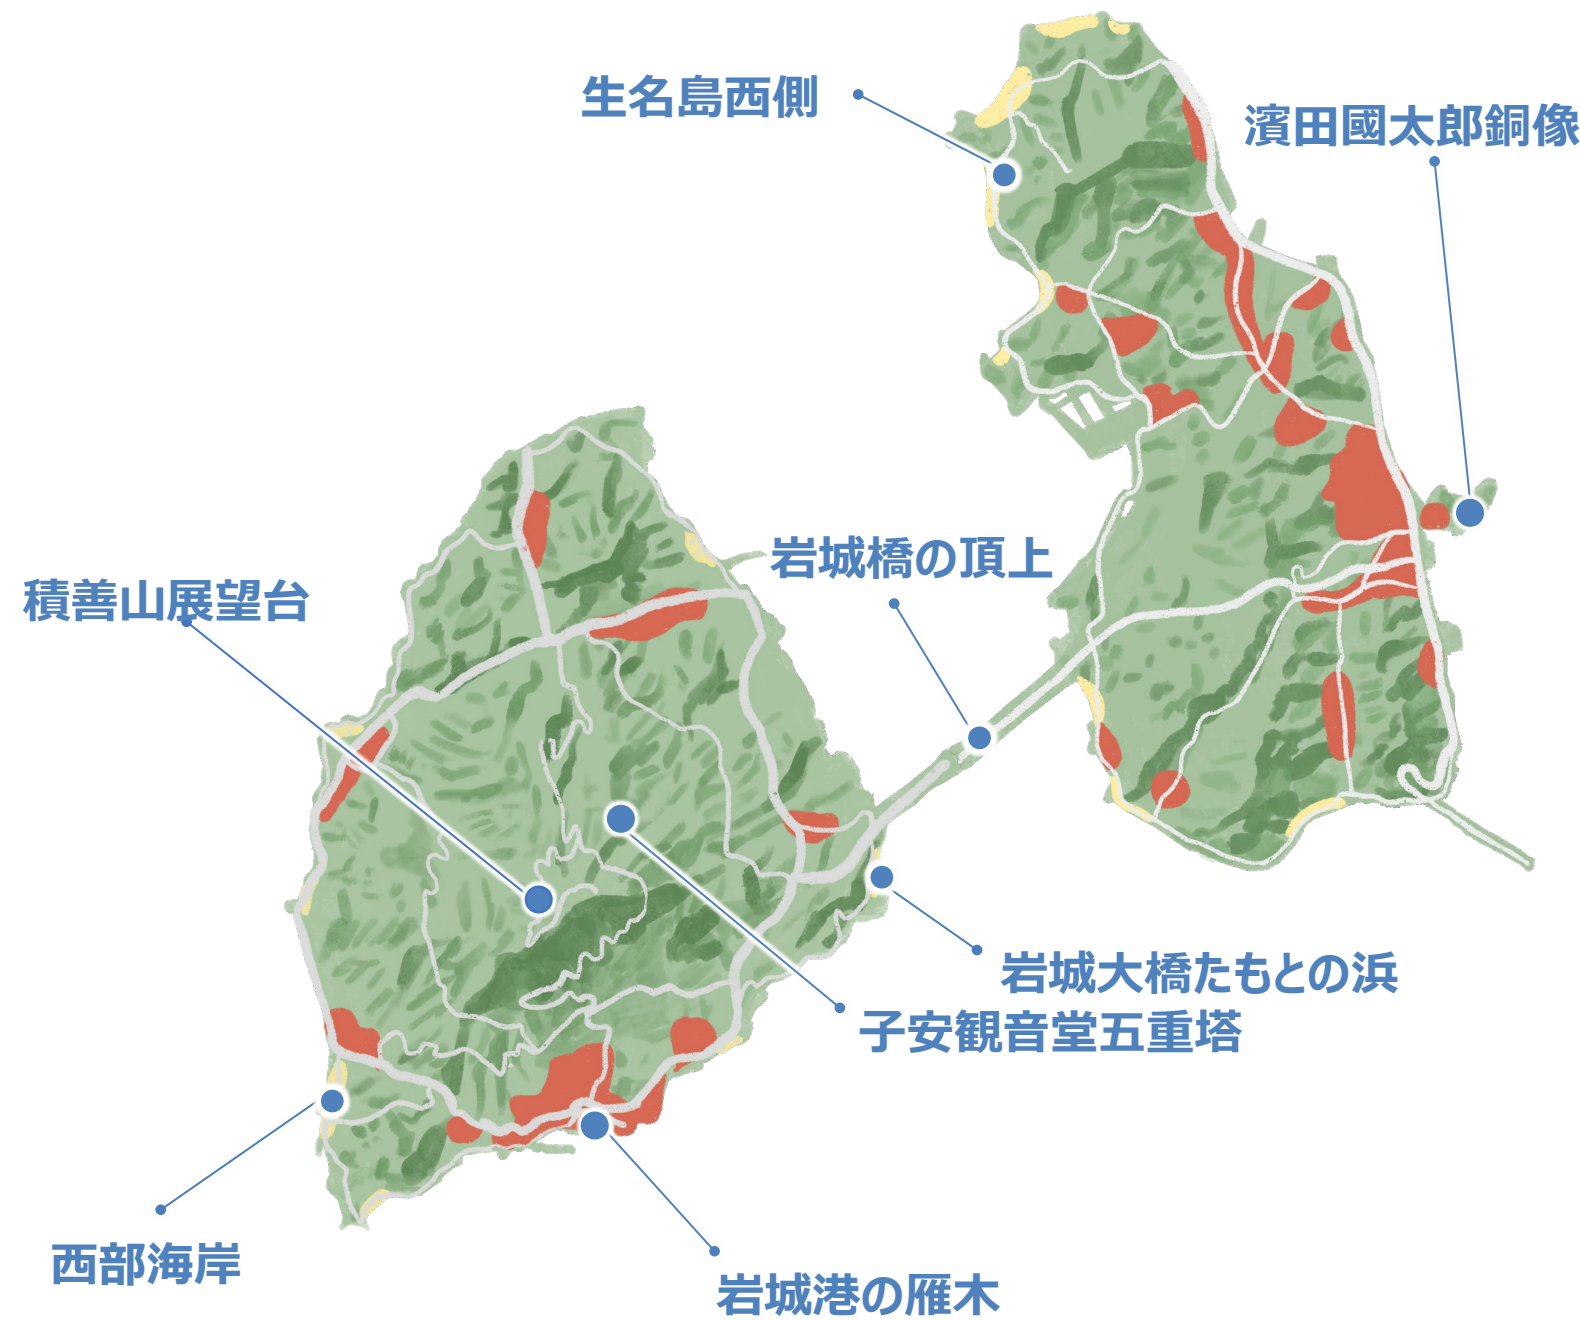 生名島西側
濱田國太郎銅像
岩城橋の頂上
積善山展望台
岩城大橋たもとの浜
子安観音堂五重塔
西部海岸
岩城港の雁木